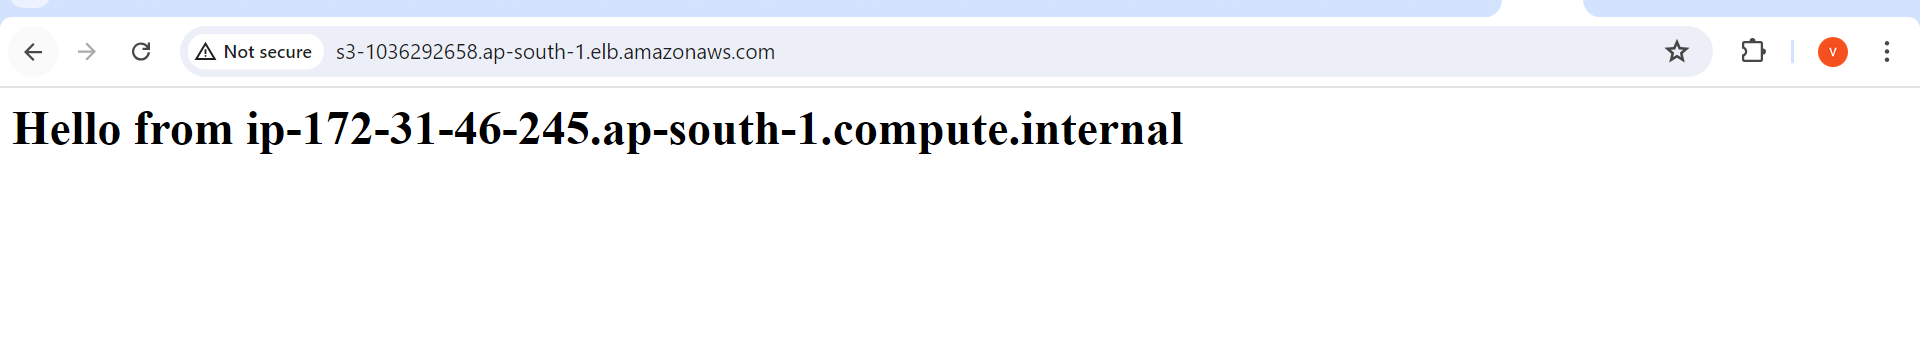 Not secure s3-1036292658.ap-south-1.elb.amazonaws.com V
Hello from ip-172-31-46-245.ap-south-1.compute.internal